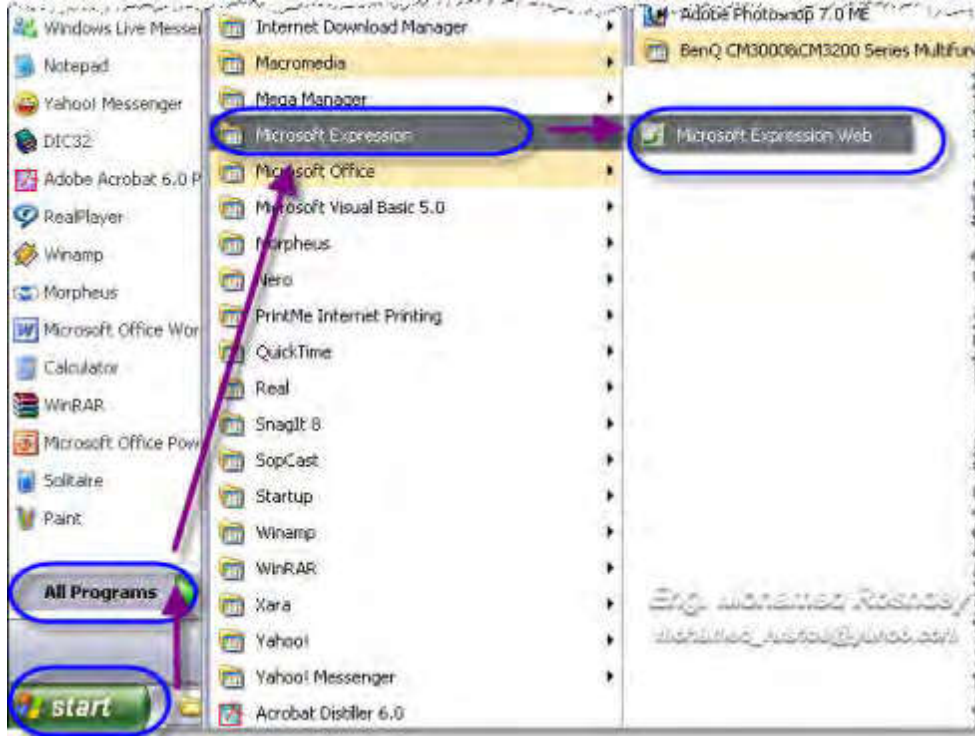 Windows Live Messe
Notepad
Yahoo! Messenger
DIC32
Adobe Acrobat 6.0 P
RealPlayer
Winamp
Morpheus
Microsoft Office Wor
Calculator
WinRAR
Microsoft Office Pow
Solitaire
Paint
All Programs
start
Internet Download Manager
Macromedia
Mega Manager
Microsoft Expression
Microsoft Office
Microsoft Visual Basic 5.0
Morpheus
Nero
PrintMe Internet Printing
QuickTime
Real
SnagIt 8
SopCast
Startup
Winamp
WinRAR
Xara
Yahoo!
Yahoo! Messenger
Acrobat Distiller 6.0
Adobe Photoshop 7.0 ME
BenQ CM3000&CM3200 Series Multifun
Microsoft Expression Web
Eng. Mohamed